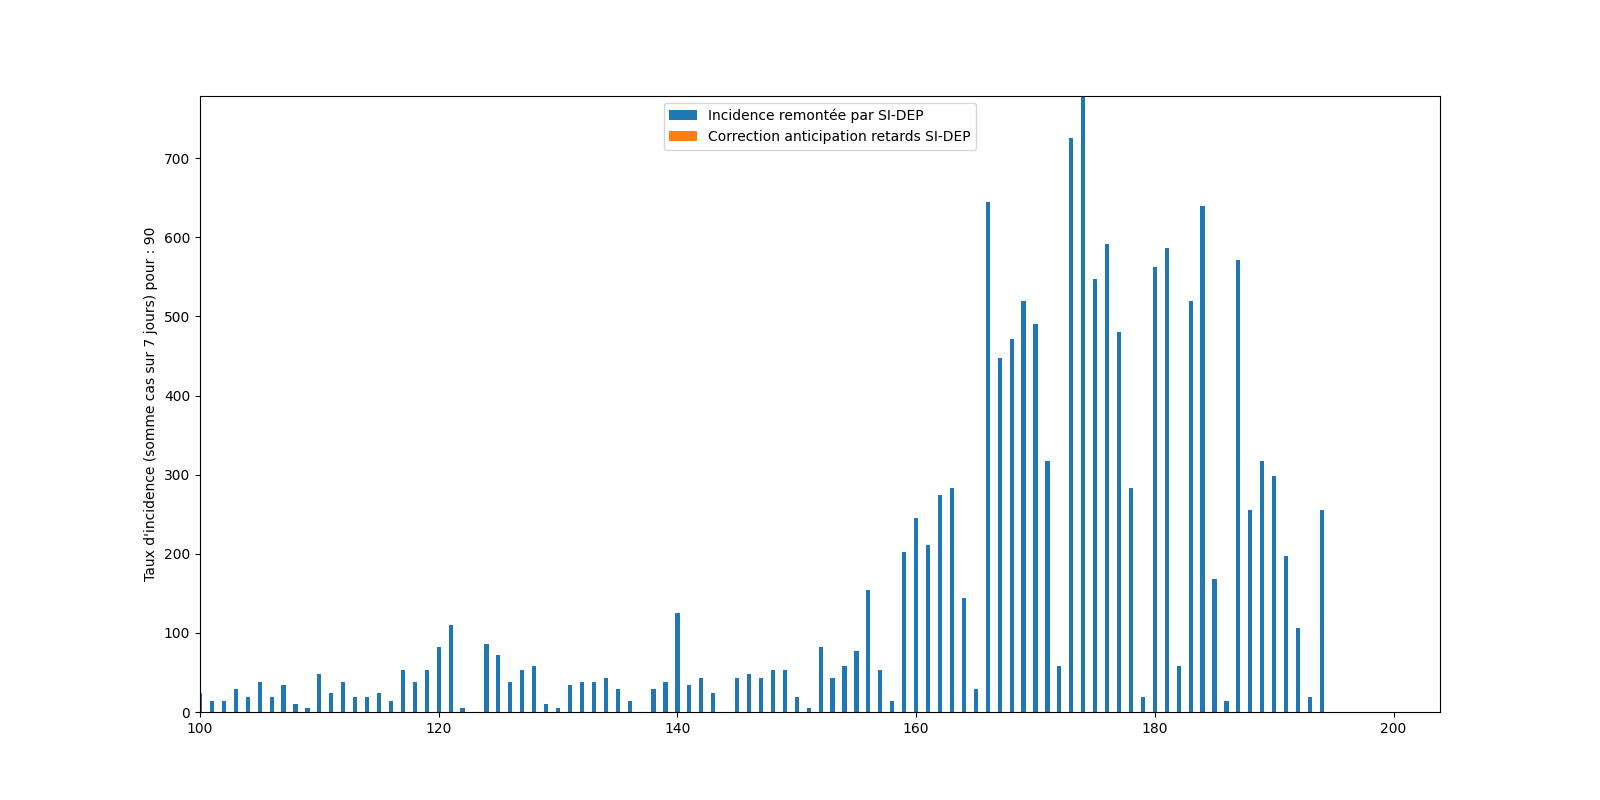 Incidence remontée par SI-DEP
Correction anticipation retards SI-DEP
Taux d'incidence (somme cas sur 7 jours) pour : 90
700
600
500
400
300
200
100
0
100 120 140 160 180 200